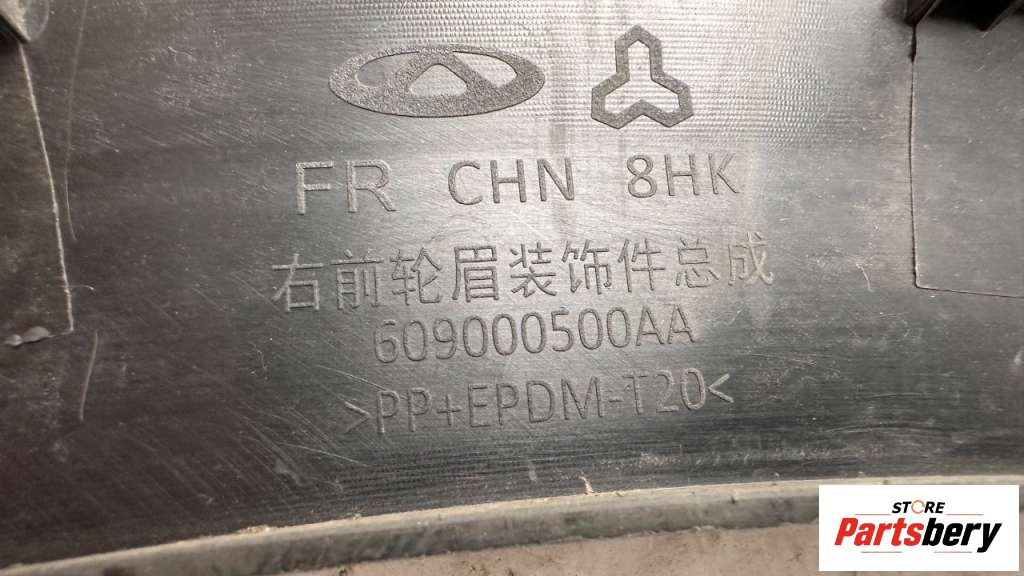 FR CHN 8HK
右前轮眉装饰件总成
609000500AA
>PP+EPDM-T20<
STORE
Partsbery